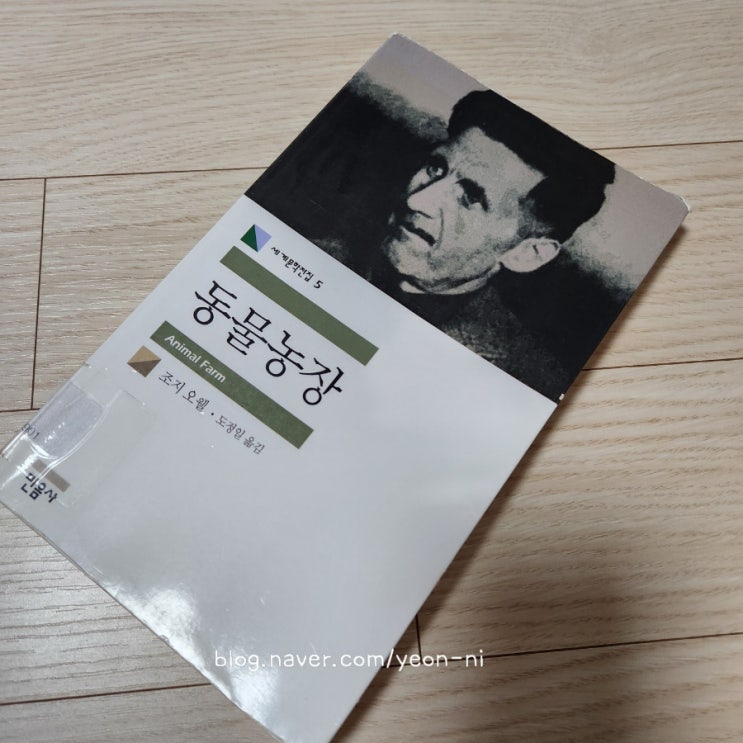 세계문학전집 5
동물농장
Animal Farm
조지 오웰 · 도정일 옮김
801
민음사
blog.naver.com/yeon-ni